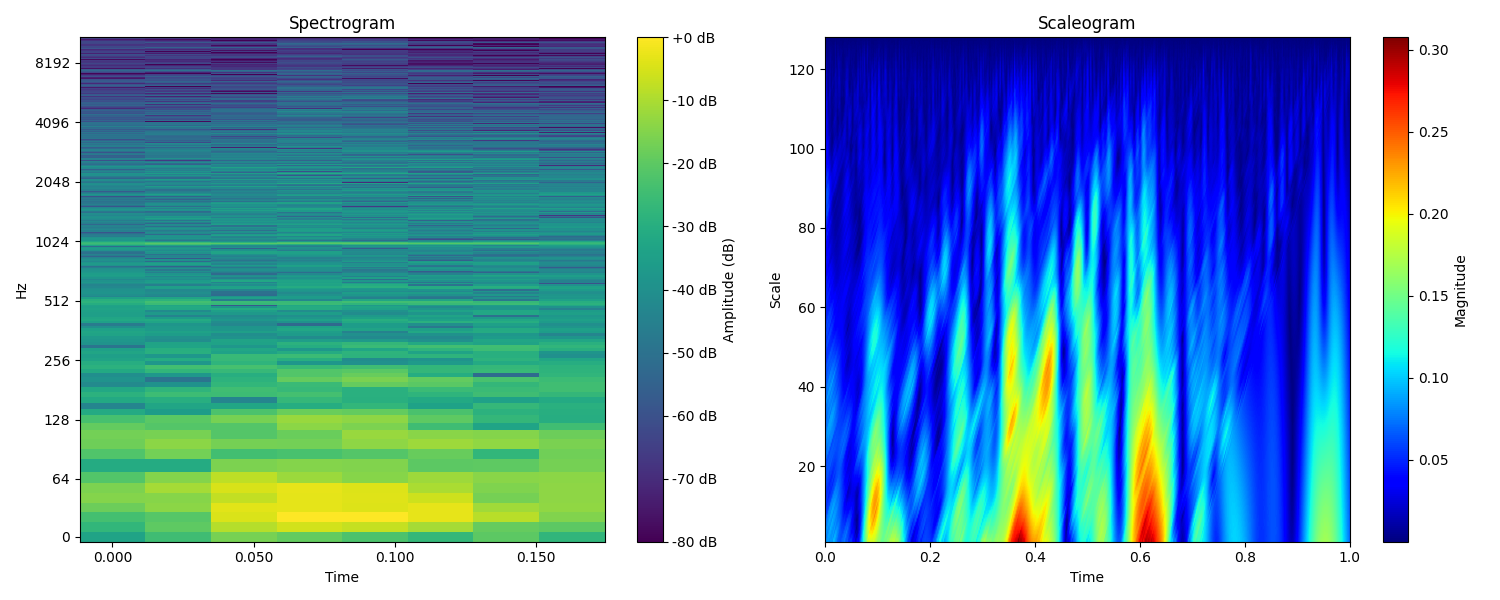 Spectrogram
8192
4096
2048
1024
512
256
128
64
0
Hz
0.000
0.050
0.100
0.150
Time
+0 dB
-10 dB
-20 dB
-30 dB
-40 dB
-50 dB
-60 dB
-70 dB
-80 dB
Amplitude (dB)
Scaleogram
120
100
80
60
40
20
Scale
0.0
0.2
0.4
0.6
0.8
1.0
Time
0.30
0.25
0.20
0.15
0.10
0.05
Magnitude